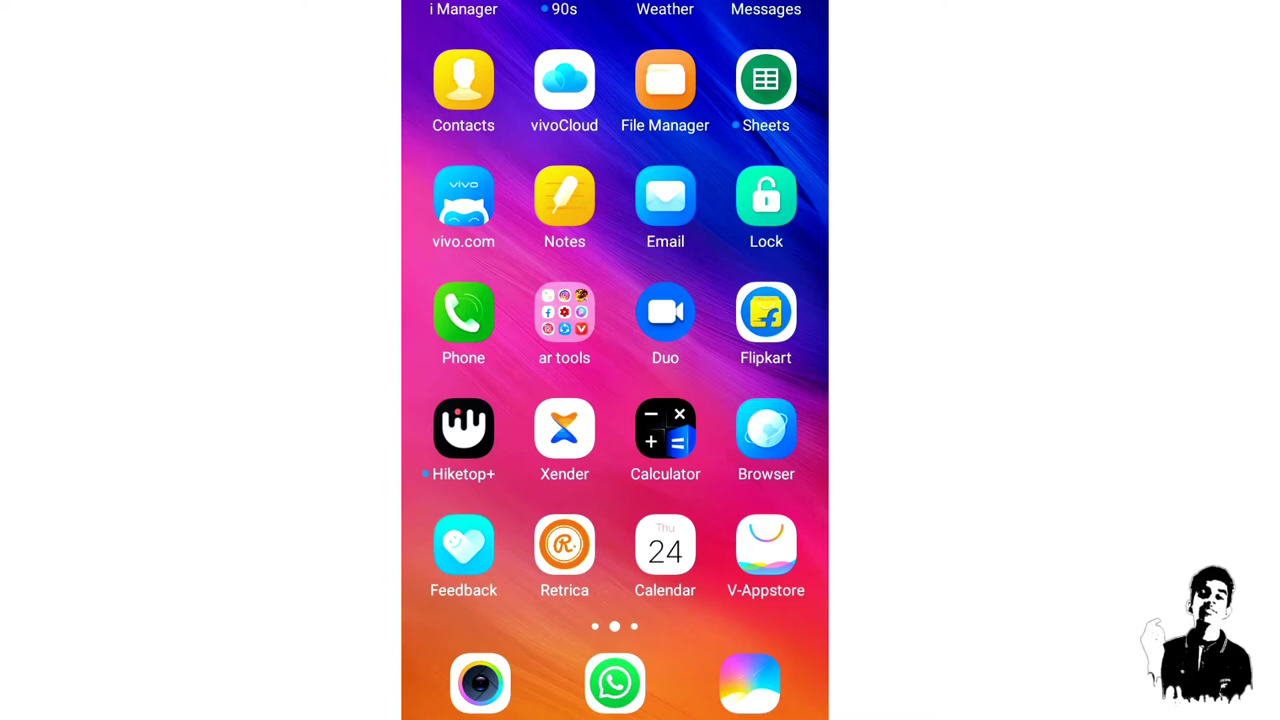 i Manager 90s Weather Messages
Contacts vivoCloud File Manager Sheets
vivo
vivo.com Notes Email Lock
Phone ar tools Duo Flipkart
Hiketop+ Xender Calculator Browser
Thu
24
Feedback Retrica Calendar V-Appstore